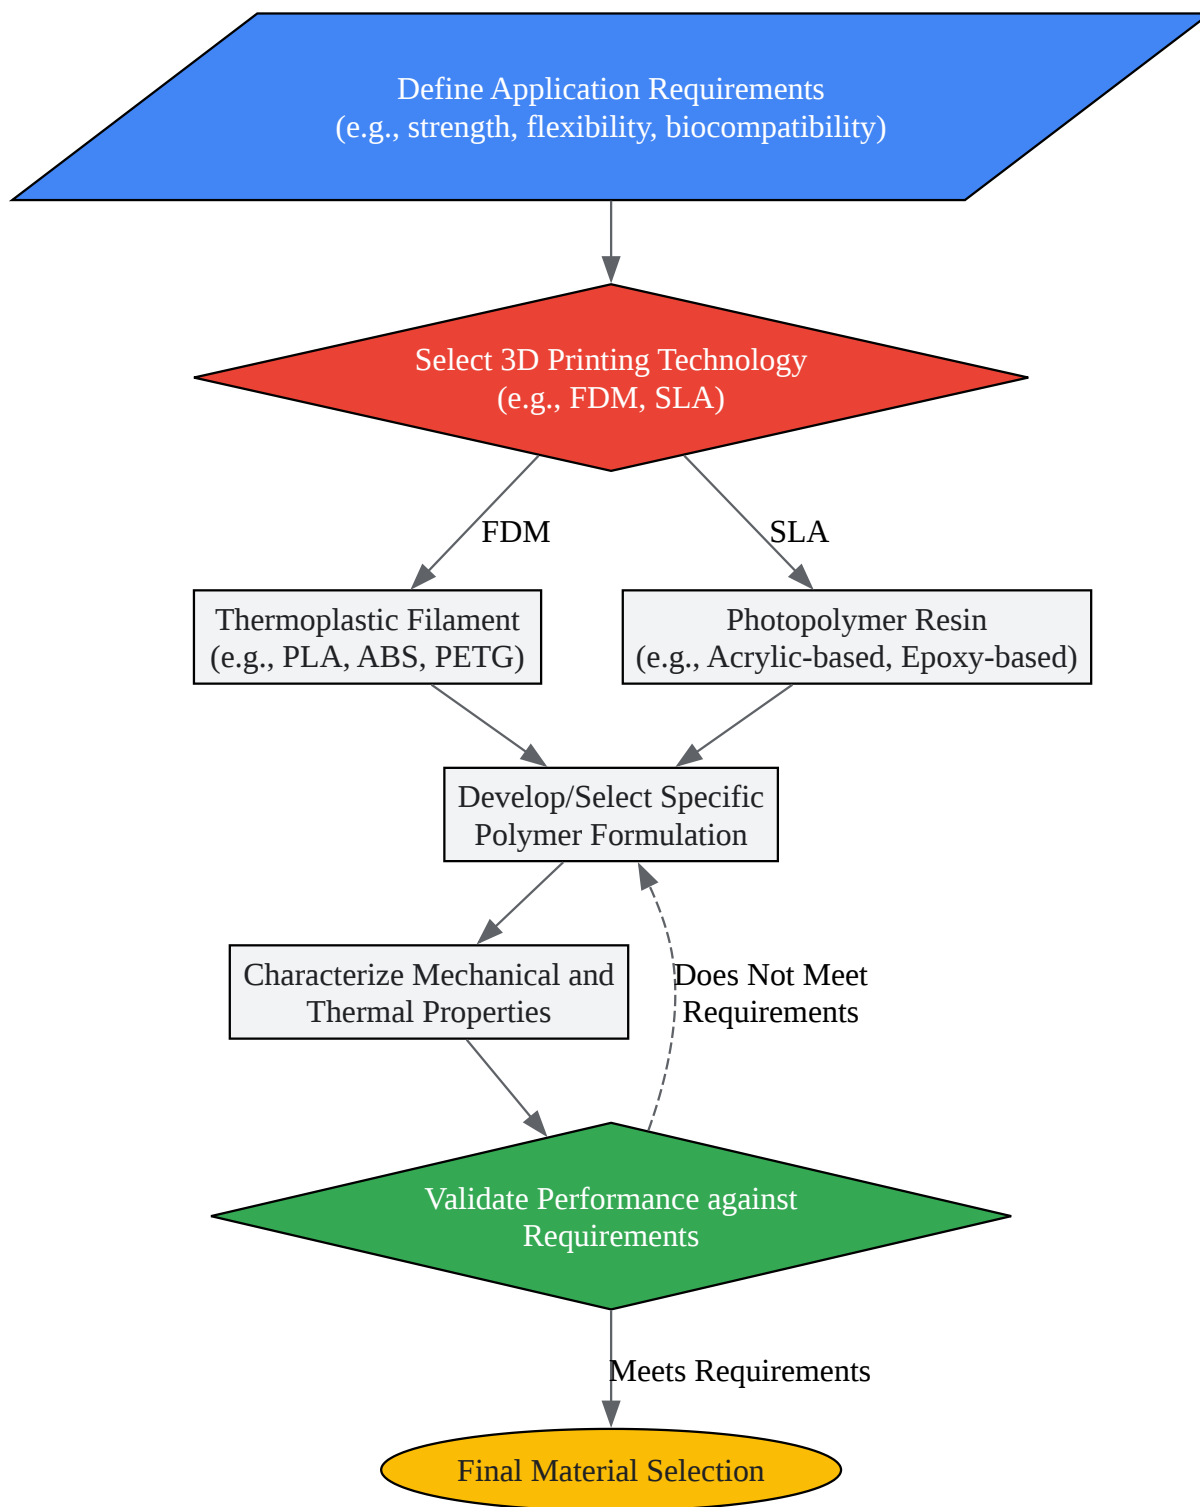 Define Application Requirements
(e.g., strength, flexibility, biocompatibility)
Select 3D Printing Technology
(e.g., FDM, SLA)
FDM
SLA
Thermoplastic Filament
(e.g., PLA, ABS, PETG)
Photopolymer Resin
(e.g., Acrylic-based, Epoxy-based)
Develop/Select Specific
Polymer Formulation
Characterize Mechanical and
Thermal Properties
Does Not Meet
Requirements
Validate Performance against
Requirements
Meets Requirements
Final Material Selection